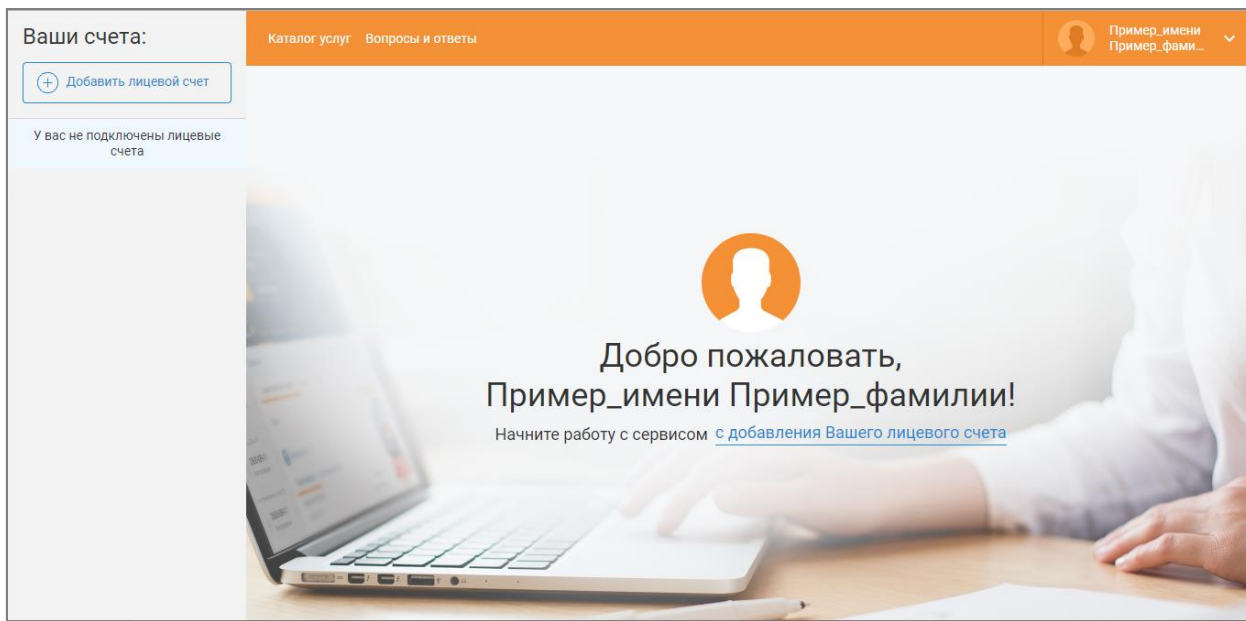 Ваши счета:
Добавить лицевой счет
У вас не подключены лицевые
счета
Каталог услуг Вопросы и ответы
Пример_имени
Пример_фами...
Добро пожаловать,
Пример_имени Пример_фамилии!
Начните работу с сервисом с добавления Вашего лицевого счета